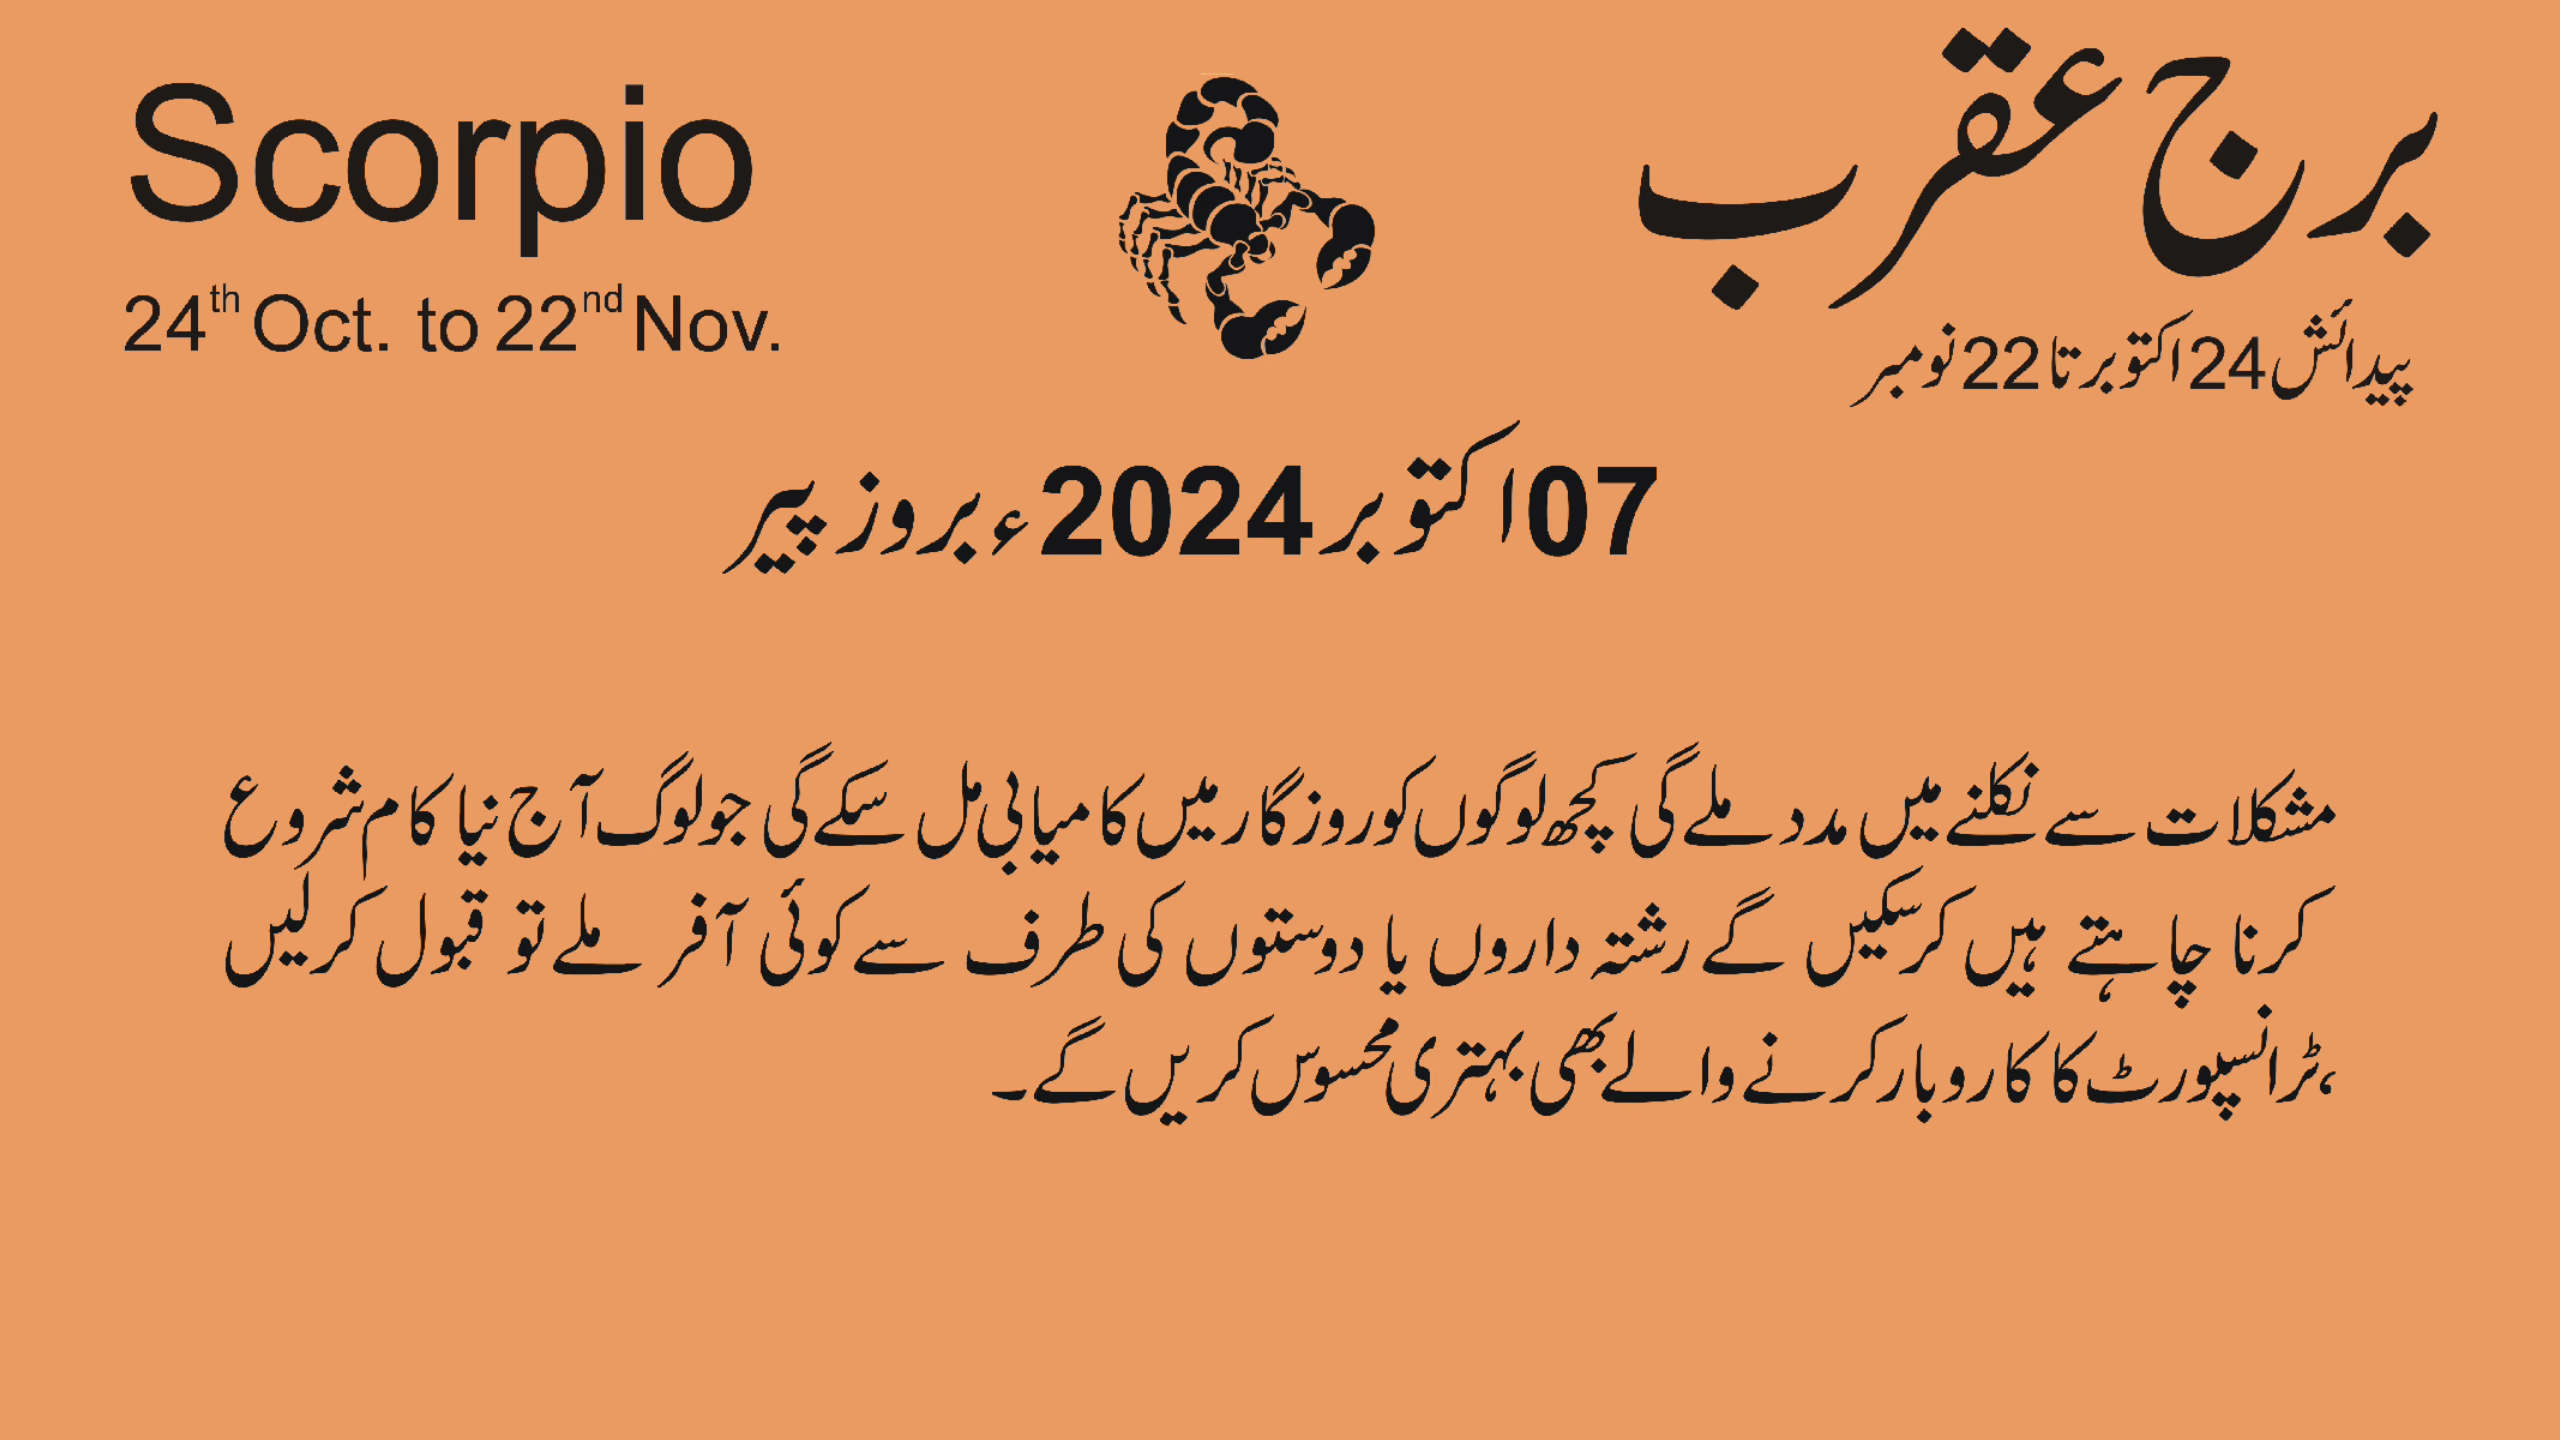 Scorpio
برج عقرب
24th Oct. to 22nd Nov.
پیدائش 24 اکتوبر تا 22 نومبر
07 اکتوبر 2024ء بروز پیر
مشکلات سے نکلنے میں مدد ملے گی کچھ لوگوں کو روزگار میں کامیابی مل سکے گی جو لوگ آج نیا کام شروع
کرنا چاہتے ہیں کرسکیں گے رشتہ داروں یا دوستوں کی طرف سے کوئی آفر ملے تو قبول کرلیں
،ٹرانسپورٹ کا کاروبار کرنے والے بھی بہتری محسوس کریں گے۔